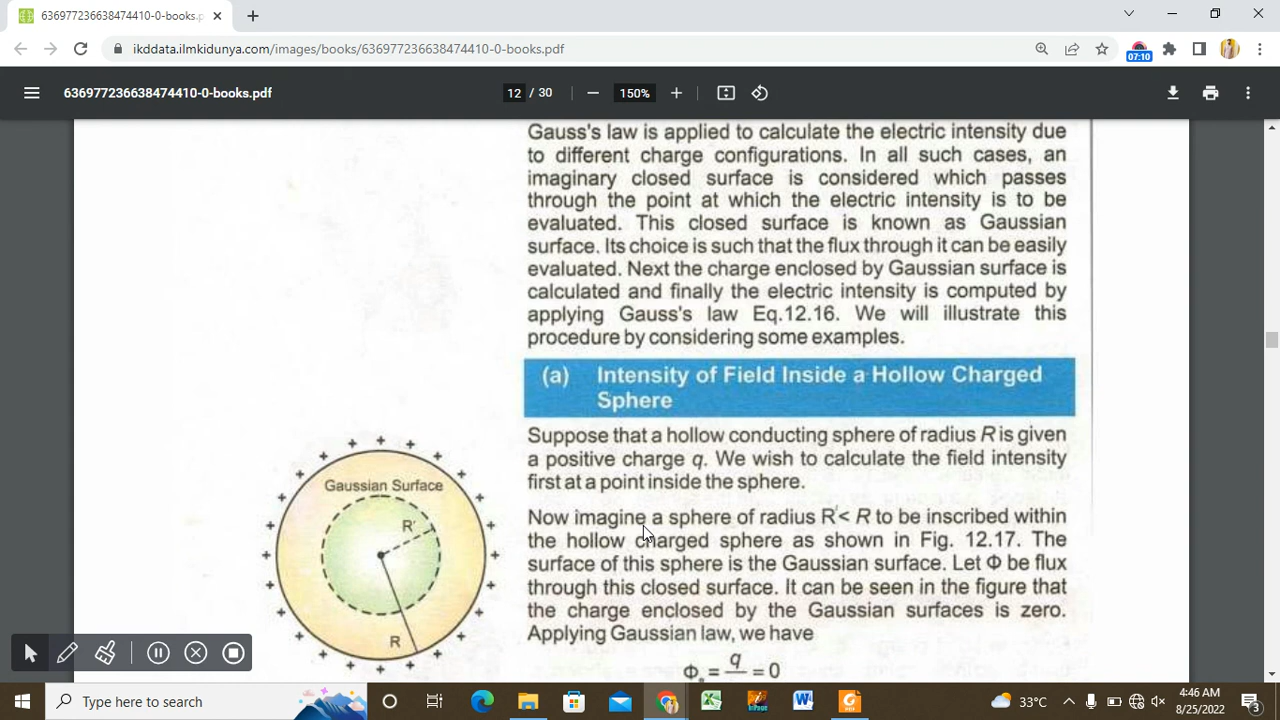 636977236638474410-0-books.p
07:10
ikddata.ilmkidunya.com/images/books/636977236638474410-0-books.pdf
636977236638474410-0-books.pdf
12 / 30
150%
Gauss's law is applied to calculate the electric intensity due
to different charge configurations. In all such cases, an
imaginary closed surface is considered which passes
through the point at which the electric intensity is to be
evaluated. This closed surface is known as Gaussian
surface. Its choice is such that the flux through it can be easily
evaluated. Next the charge enclosed by Gaussian surface is
calculated and finally the electric intensity is computed by
applying Gauss's law Eq.12.16. We will illustrate this
procedure by considering some examples.
(a) Intensity of Field Inside a Hollow Charged
Sphere
Suppose that a hollow conducting sphere of radius R is given
a positive charge q. We wish to calculate the field intensity
first at a point inside the sphere.
Now imagine a sphere of radius R'< R to be inscribed within
the hollow charged sphere as shown in Fig. 12.17. The
surface of this sphere is the Gaussian surface. Let Φ be flux
through this closed surface. It can be seen in the figure that
the charge enclosed by the Gaussian surfaces is zero.
Applying Gaussian law, we have
Φe = q = 0
Gaussian Surface
R'
R
Type here to search
33°C
4:46 AM
8/25/2022
3